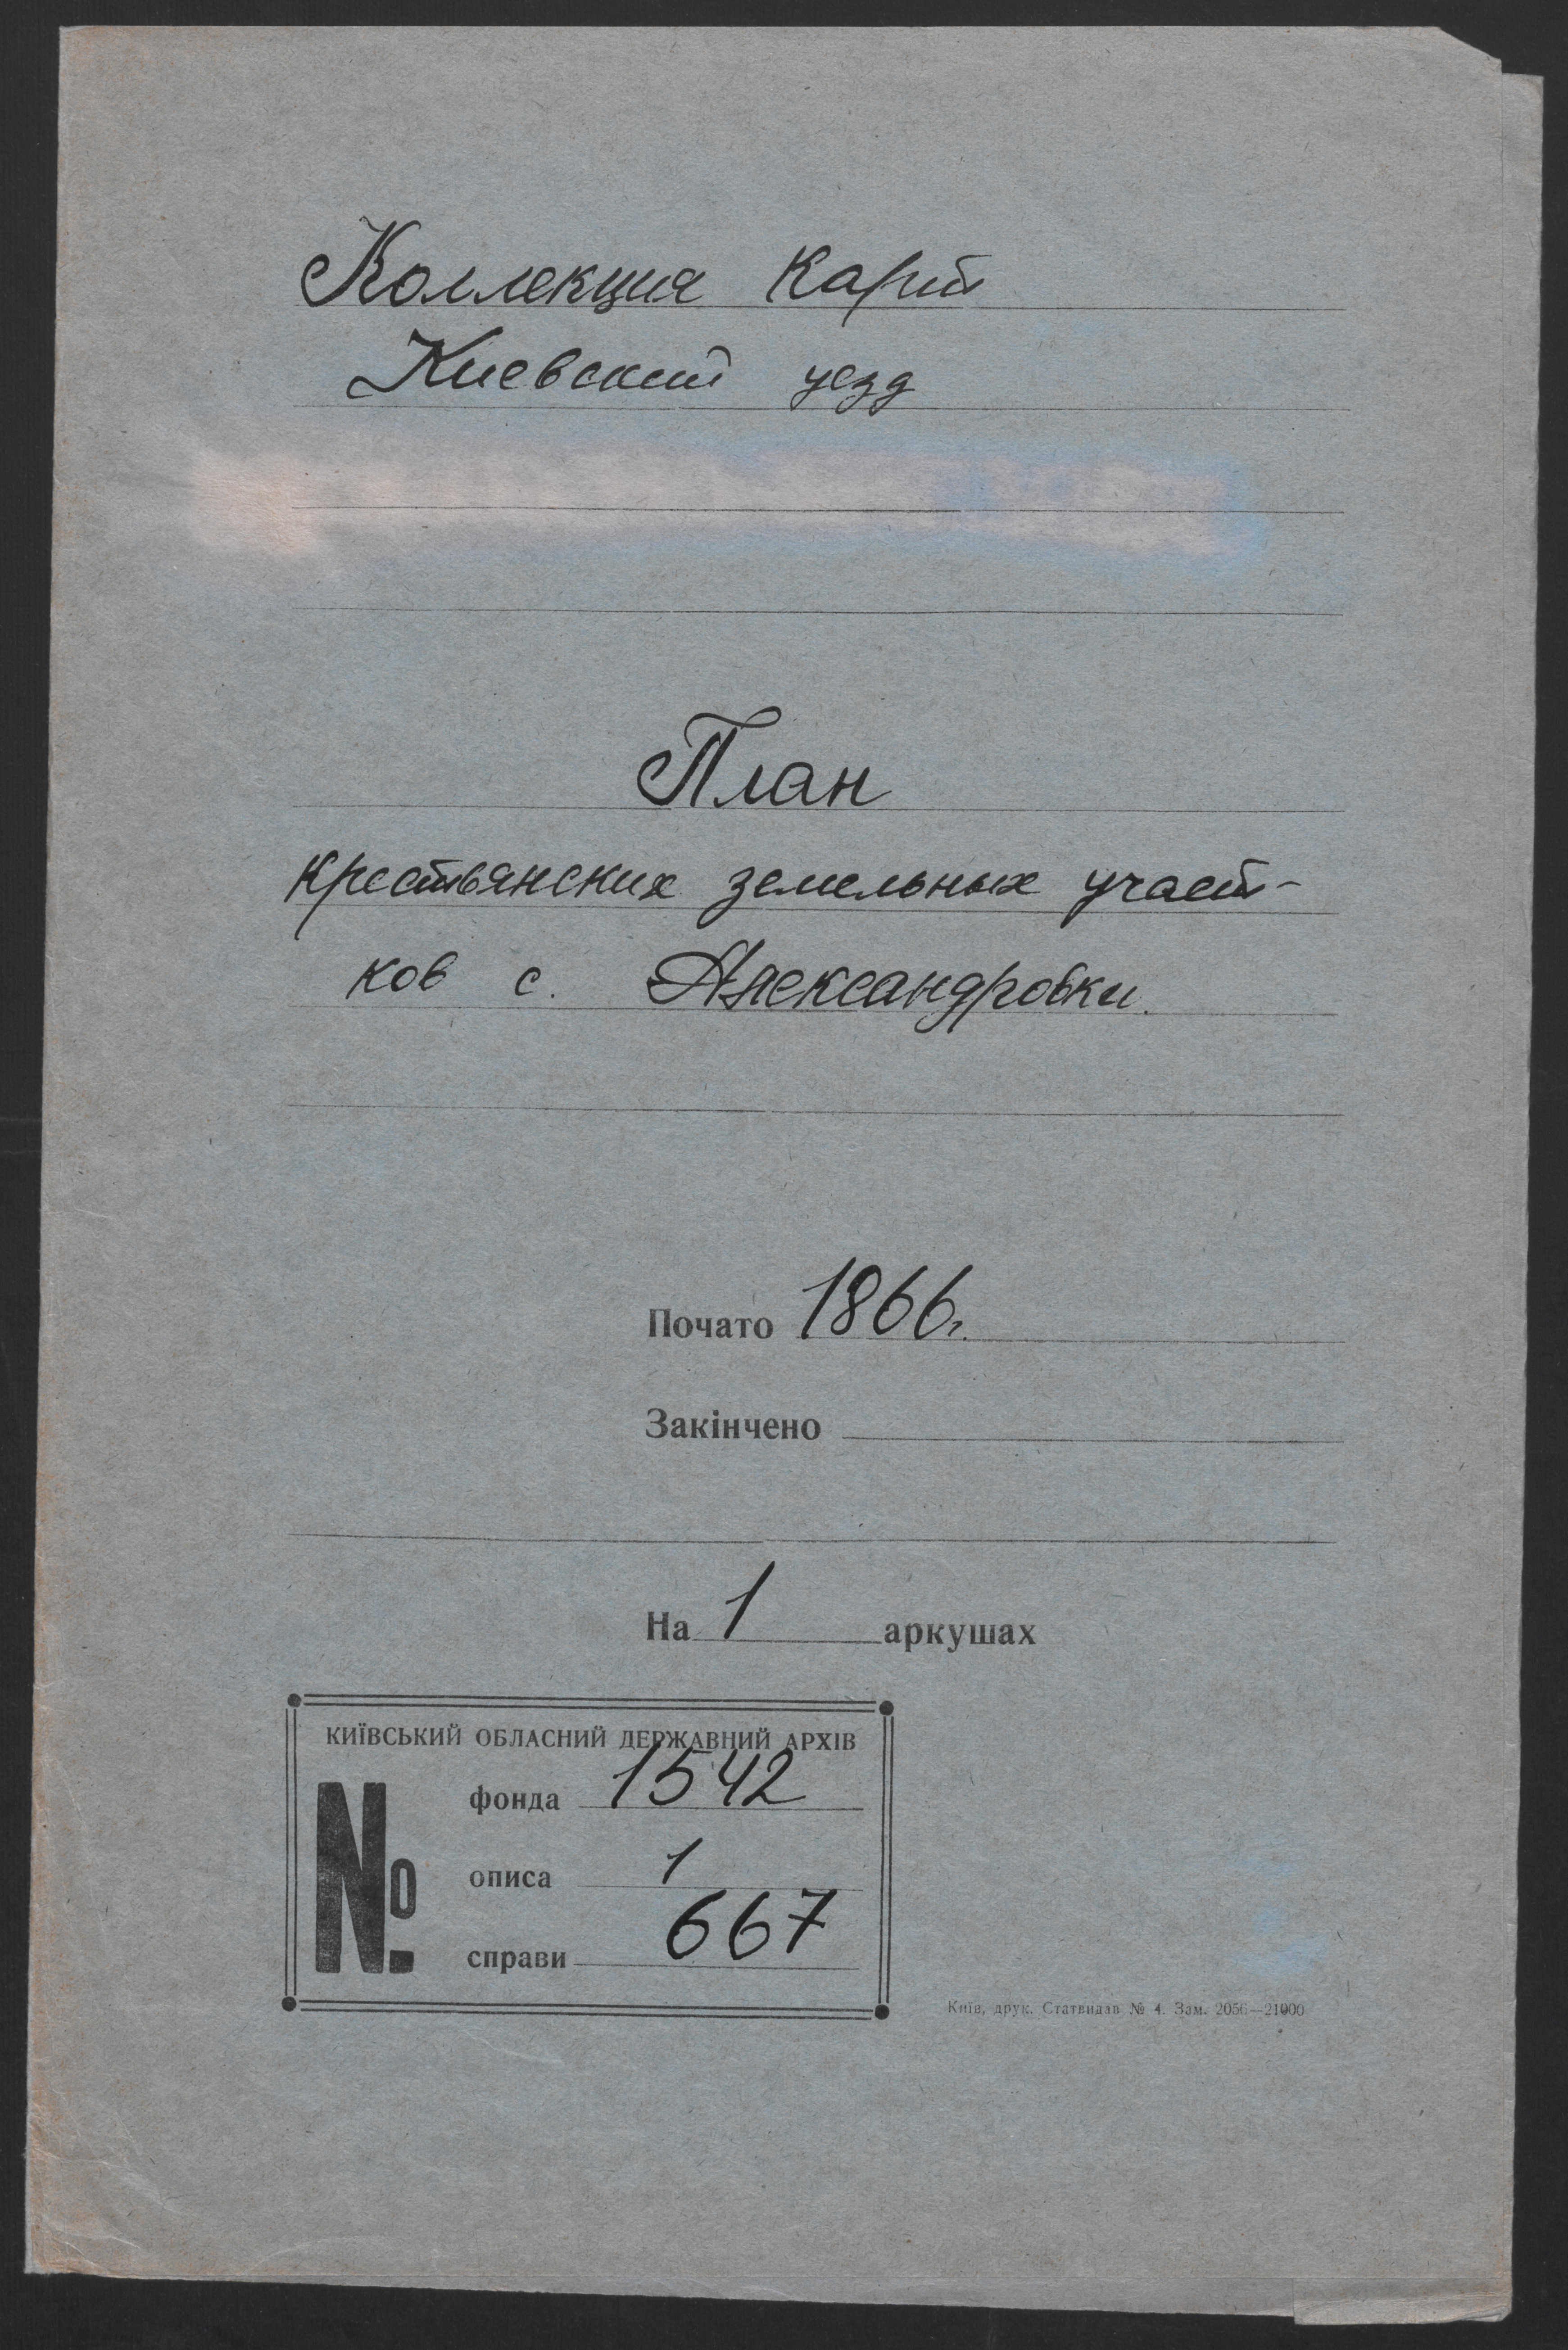 Коллекция карт
Киевский уезд
План
крестьянских земельных участ-
ков с. Александровки.
Почато 1866г.
Закінчено
На 1 аркушах
КИЇВСЬКИЙ ОБЛАСНИЙ ДЕРЖАВНИЙ АРХІВ
№
фонда 1542
описа 1
справи 667
Київ, друк. Статвидав № 4. Зам. 2056—21000